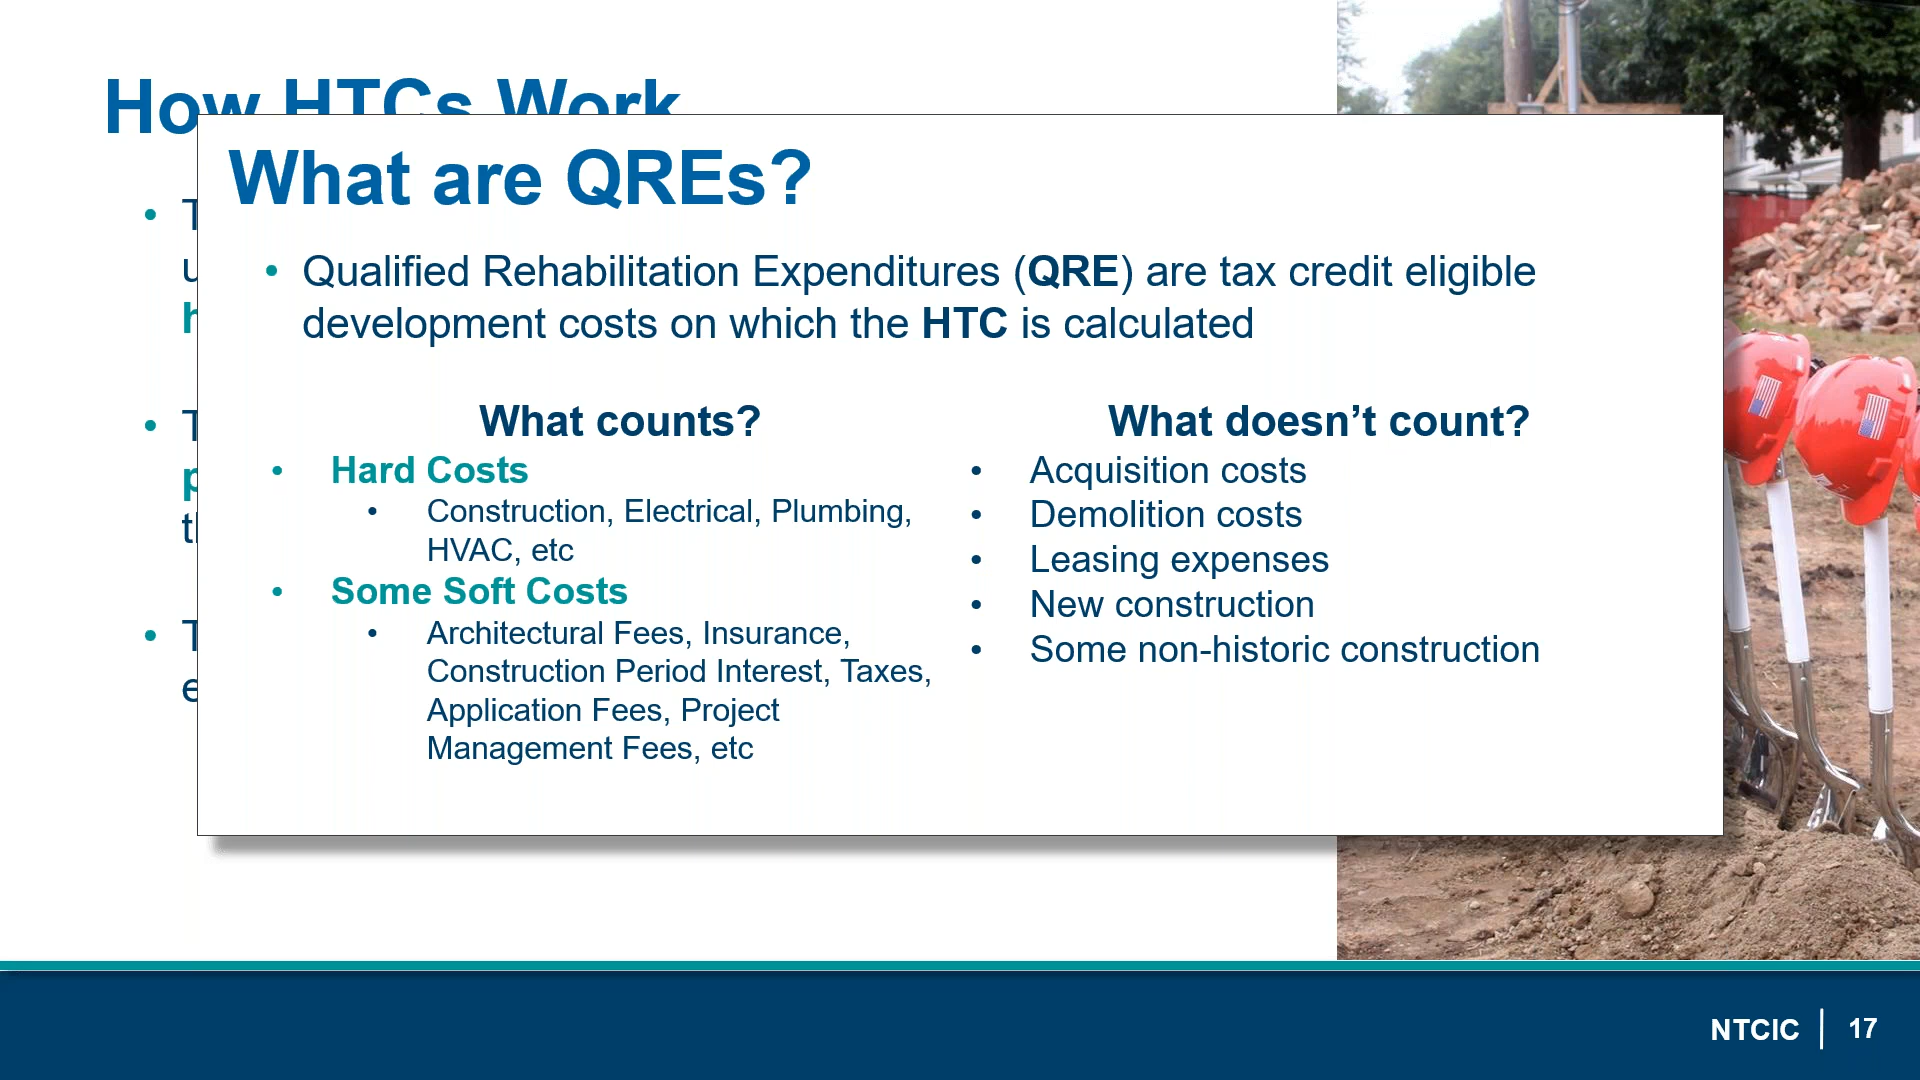 How HTCs Work
What are QREs?
• Qualified Rehabilitation Expenditures (QRE) are tax credit eligible
development costs on which the HTC is calculated
What counts?
• Hard Costs
• Construction, Electrical, Plumbing,
HVAC, etc
• Some Soft Costs
• Architectural Fees, Insurance,
Construction Period Interest, Taxes,
Application Fees, Project
Management Fees, etc
What doesn’t count?
• Acquisition costs
• Demolition costs
• Leasing expenses
• New construction
• Some non-historic construction
NTCIC | 17